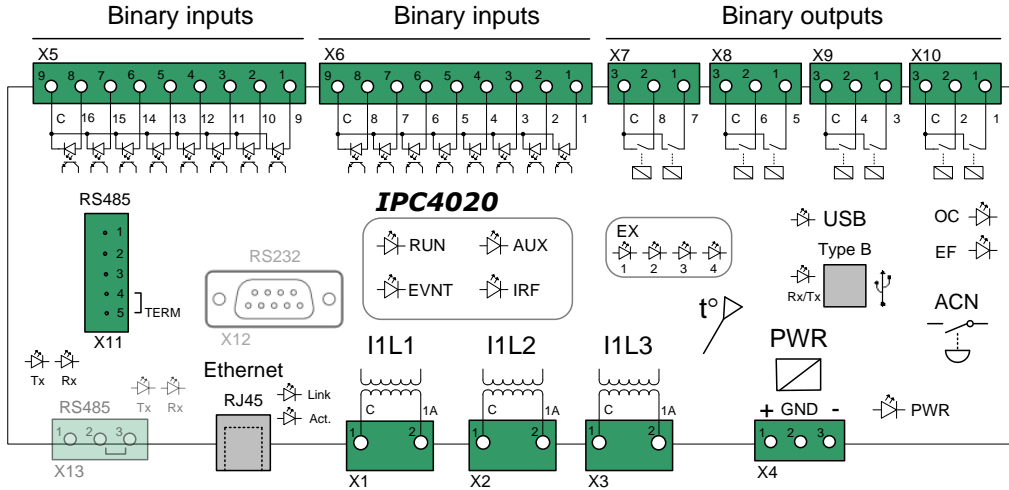 Binary inputs Binary inputs Binary outputs
X5 X6 X7 X8 X9 X10
9 8 7 6 5 4 3 2 1 9 8 7 6 5 4 3 2 1 3 2 1 3 2 1 3 2 1 3 2 1
C 16 15 14 13 12 11 10 9 C 8 7 6 5 4 3 2 1 C 8 7 C 6 5 C 4 3 C 2 1
RS485
1
2
3
4
5
TERM
X11
RS232
X12
IPC4020
RUN AUX
EVNT IRF
EX
1 2 3 4
USB
Type B
Rx/Tx
OC
EF
ACN
t°
Tx Rx
Tx Rx
RS485
1 2 3
X13
Ethernet
RJ45
Link
Act.
I1L1 I1L2 I1L3
C 1A C 1A C 1A
1 2 1 2 1 2
X1 X2 X3
PWR
+ GND -
1 2 3
X4
PWR